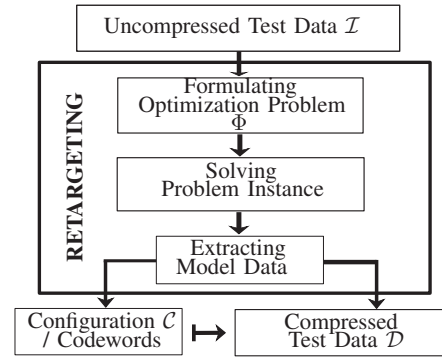 Uncompressed Test Data ℐ
RETARGETING
Formulating
Optimization Problem
Φ
Solving
Problem Instance
Extracting
Model Data
Configuration 𝒞
/ Codewords
Compressed
Test Data 𝒟